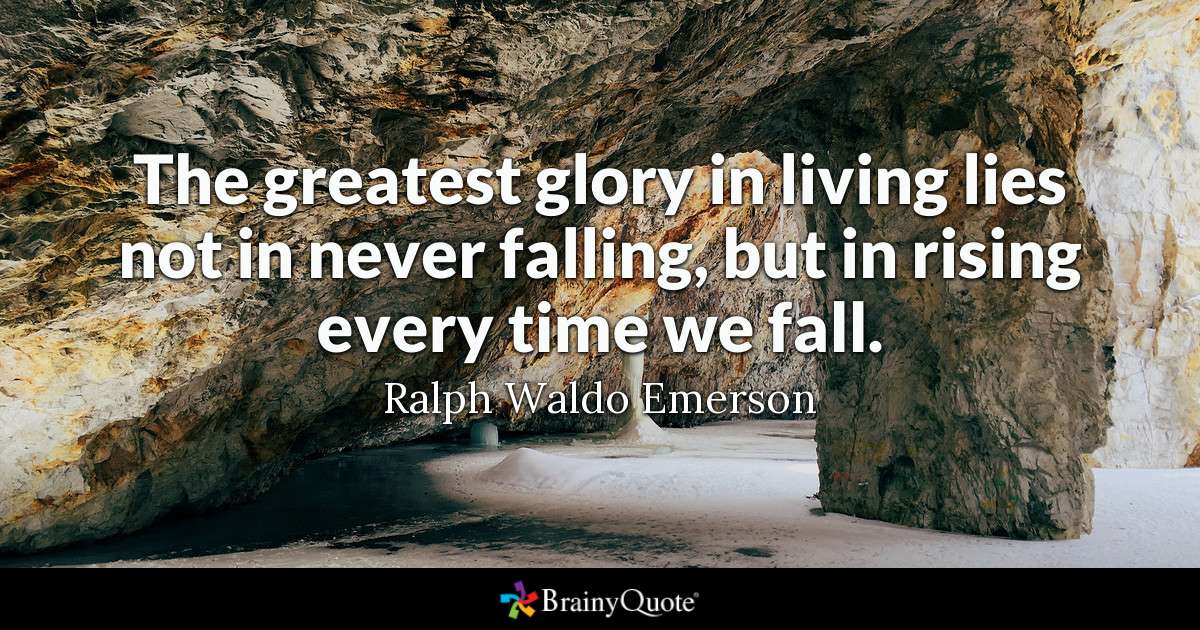 The greatest glory in living lies
not in never falling, but in rising
every time we fall.
Ralph Waldo Emerson
BrainyQuote®